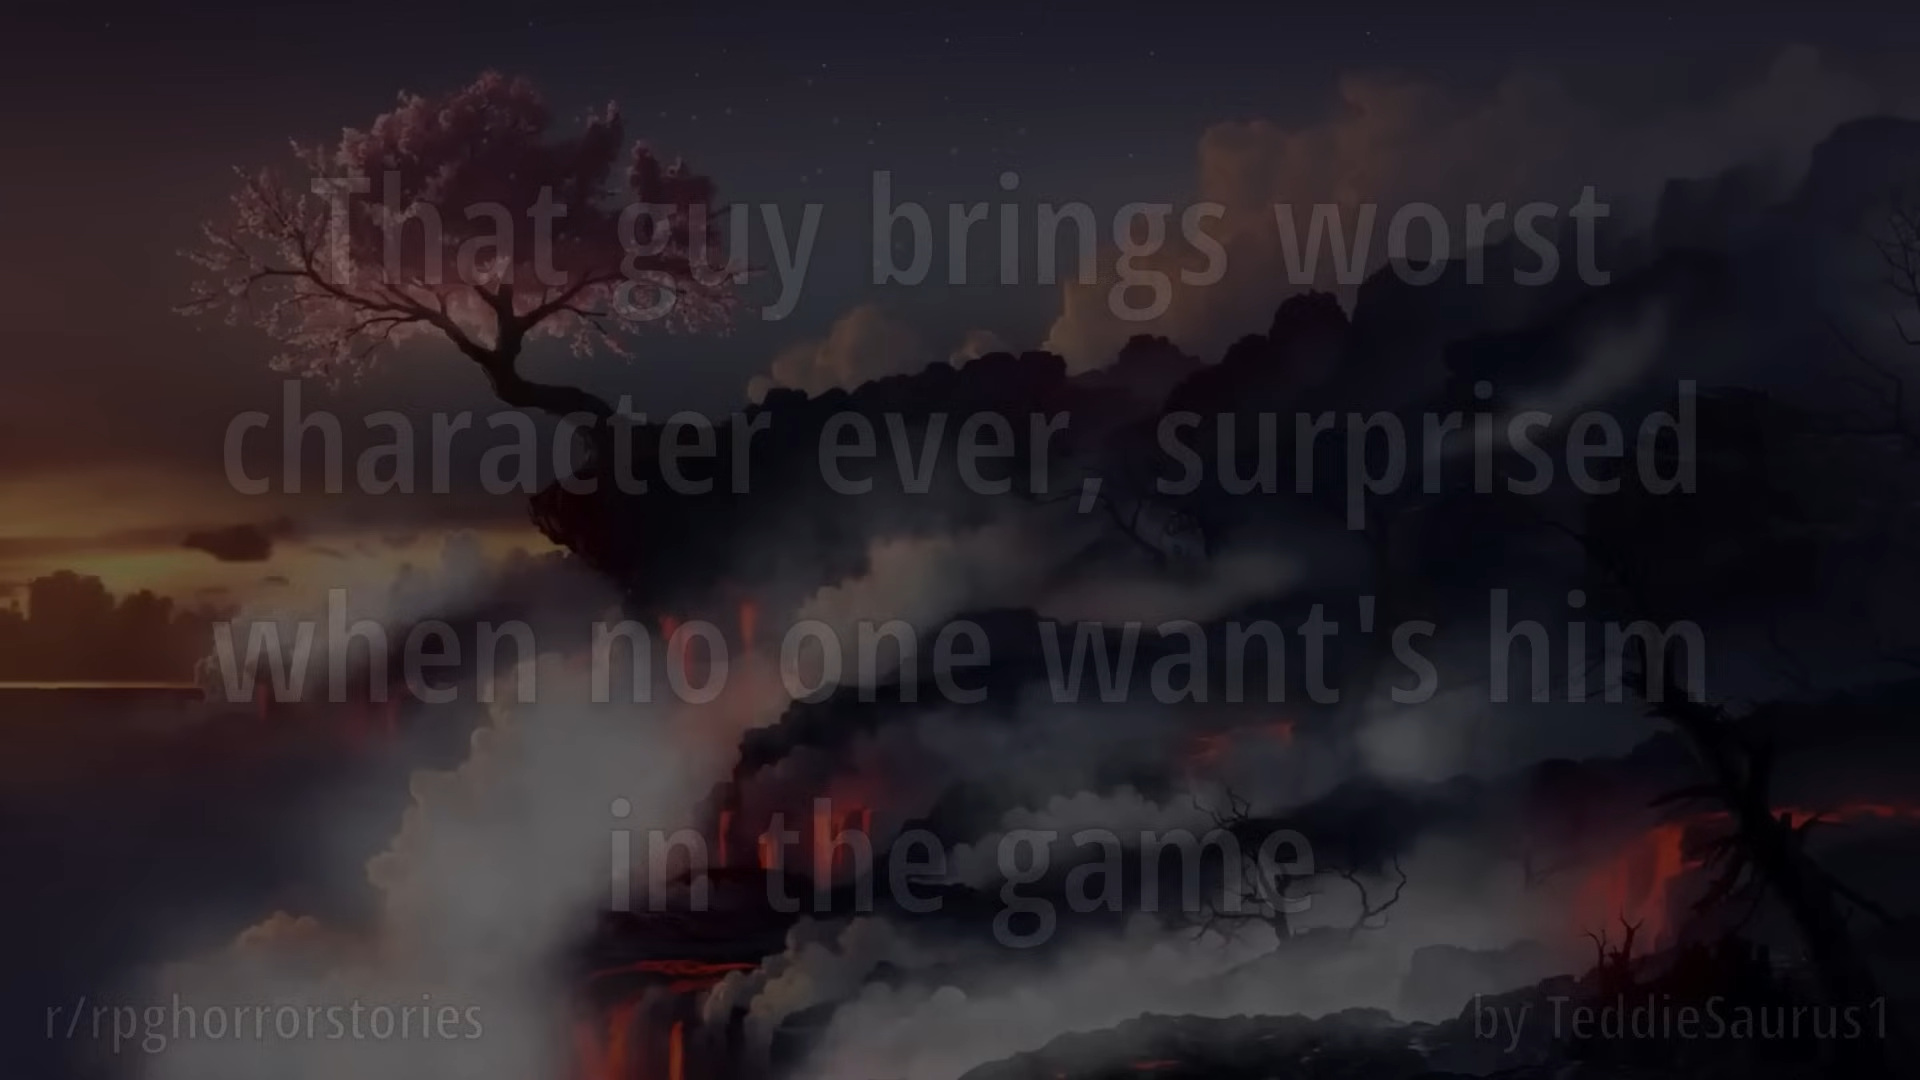 That guy brings worst
character ever, surprised
when no one want's him
in the game
r/rpghorrorstories
by TeddieSaurus1